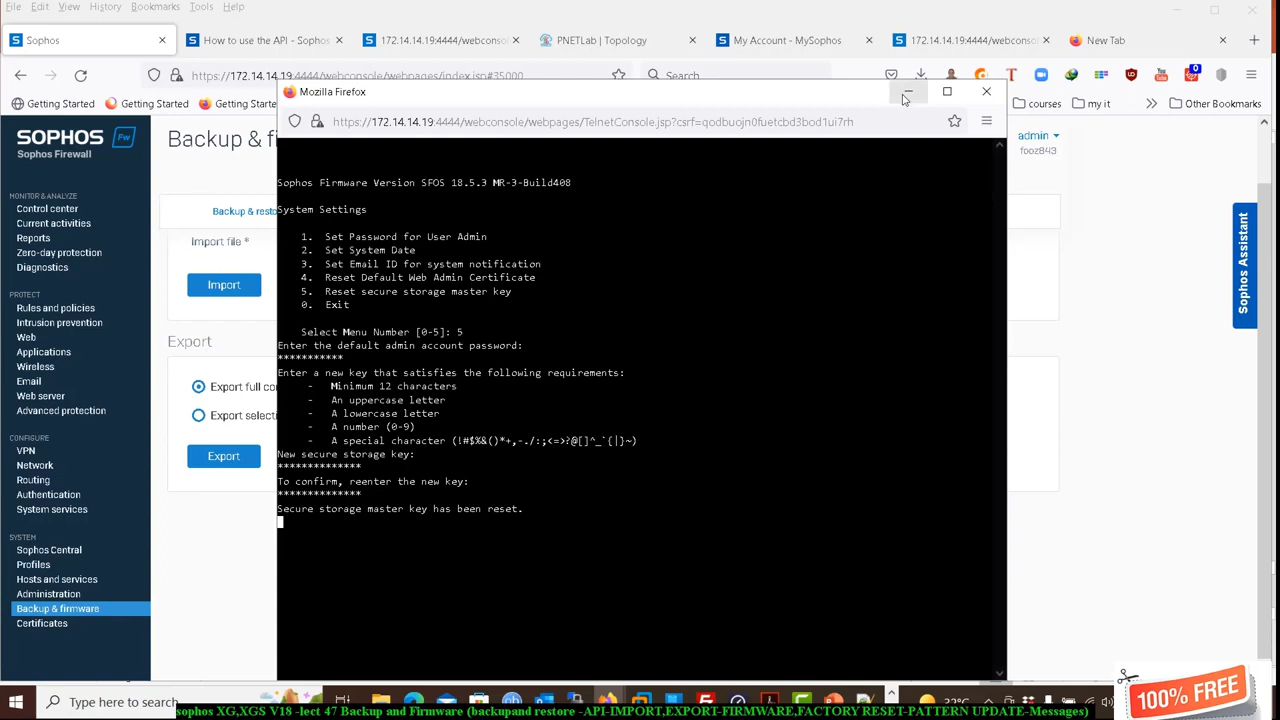 File Edit View History Bookmarks Tools Help
Sophos
How to use the API - Sophos
172.14.14.19:4444/webconso
PNETLab | Topology
My Account - MySophos
172.14.14.19:4444/webconso
New Tab
https://172.14.14.19:4444/webconsole/webpages/index.jsp#35000
Search
Getting Started
Getting Started
Getting Started
courses
my it
Other Bookmarks
Mozilla Firefox
https://172.14.14.19:4444/webconsole/webpages/TelnetConsole.jsp?csrf=qodbuojn0fuetcbd3bod1ui7rh
SOPHOS Fw
Sophos Firewall
MONITOR & ANALYZE
Control center
Current activities
Reports
Zero-day protection
Diagnostics
PROTECT
Rules and policies
Intrusion prevention
Web
Applications
Wireless
Email
Web server
Advanced protection
CONFIGURE
VPN
Network
Routing
Authentication
System services
SYSTEM
Sophos Central
Profiles
Hosts and services
Administration
Backup & firmware
Certificates
Backup & fi
admin
fooz843
Backup & resto
Import file *
Import
Export
Export full co
Export selecti
Export
Sophos Assistant
Sophos Firmware Version SFOS 18.5.3 MR-3-Build408
System Settings
1. Set Password for User Admin
2. Set System Date
3. Set Email ID for system notification
4. Reset Default Web Admin Certificate
5. Reset secure storage master key
0. Exit
Select Menu Number [0-5]: 5
Enter the default admin account password:
***********
Enter a new key that satisfies the following requirements:
- Minimum 12 characters
- An uppercase letter
- A lowercase letter
- A number (0-9)
- A special character (!#$%&()*+,-./:;<=>?@[]^_`{|}~)
New secure storage key:
**************
To confirm, reenter the new key:
**************
Secure storage master key has been reset.
Type here to search
100% FREE
sophos XG,XGS V18 -lect 47 Backup and Firmware (backupand restore -API-IMPORT,EXPORT-FIRMWARE,FACTORY RESET-PATTERN UPDATE-Messages)